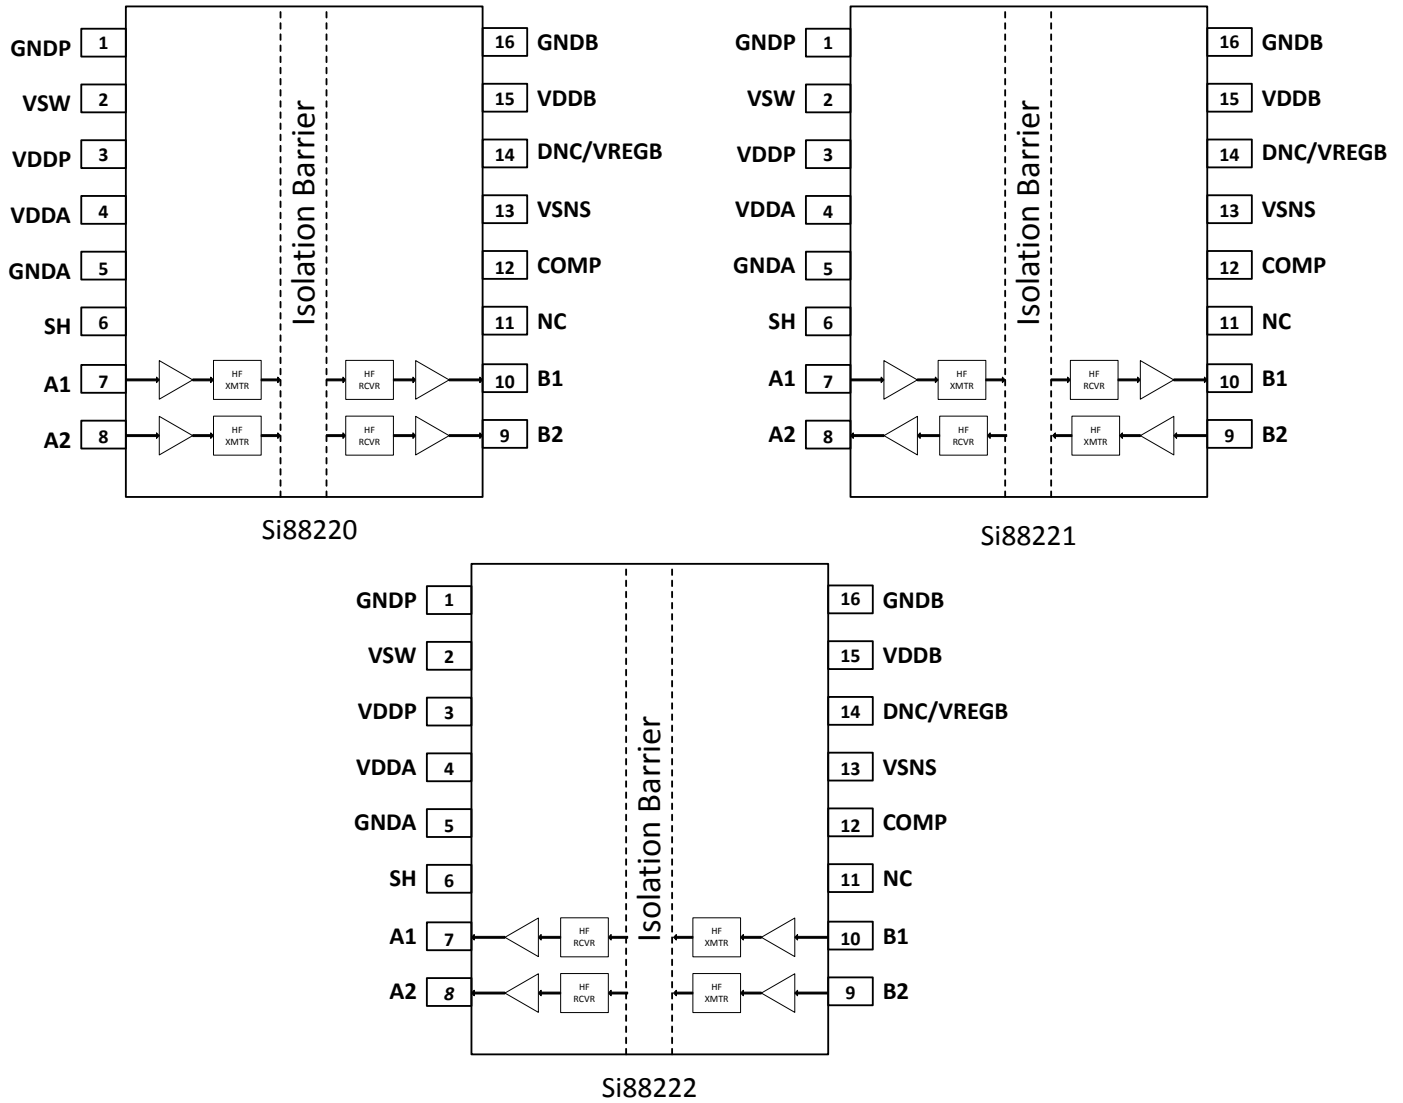 GNDP 1 16 GNDB
VSW 2 15 VDDB
VDDP 3 14 DNC/VREGB
VDDA 4 13 VSNS
GNDA 5 12 COMP
SH 6 11 NC
A1 7 HF XMTR HF RCVR 10 B1
A2 8 HF XMTR HF RCVR 9 B2
Isolation Barrier
Si88220
GNDP 1 16 GNDB
VSW 2 15 VDDB
VDDP 3 14 DNC/VREGB
VDDA 4 13 VSNS
GNDA 5 12 COMP
SH 6 11 NC
A1 7 HF XMTR HF RCVR 10 B1
A2 8 HF RCVR HF XMTR 9 B2
Isolation Barrier
Si88221
GNDP 1 16 GNDB
VSW 2 15 VDDB
VDDP 3 14 DNC/VREGB
VDDA 4 13 VSNS
GNDA 5 12 COMP
SH 6 11 NC
A1 7 HF RCVR HF XMTR 10 B1
A2 8 HF RCVR HF XMTR 9 B2
Isolation Barrier
Si88222